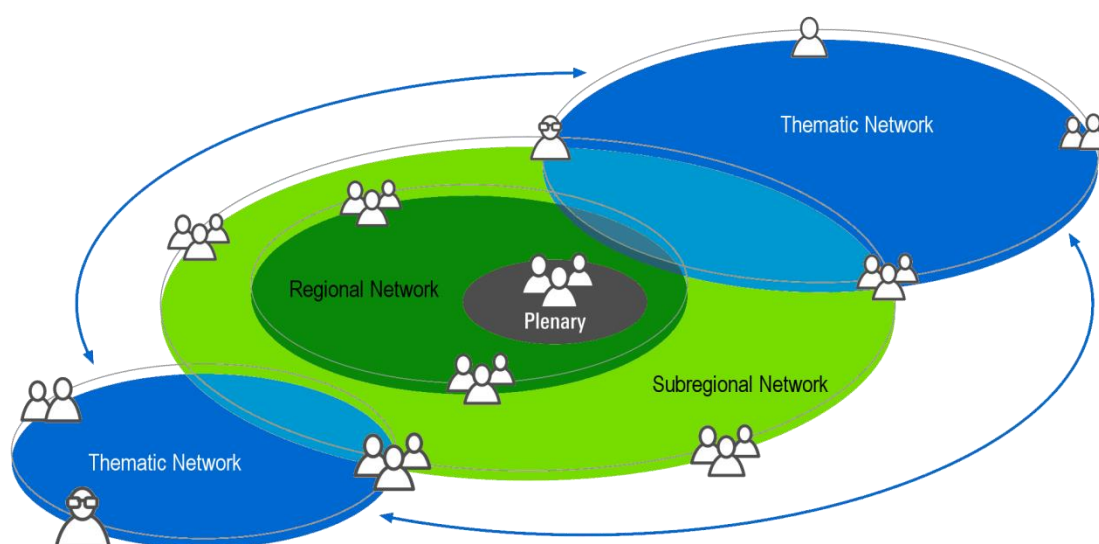 Thematic Network
Regional Network
Plenary
Subregional Network
Thematic Network